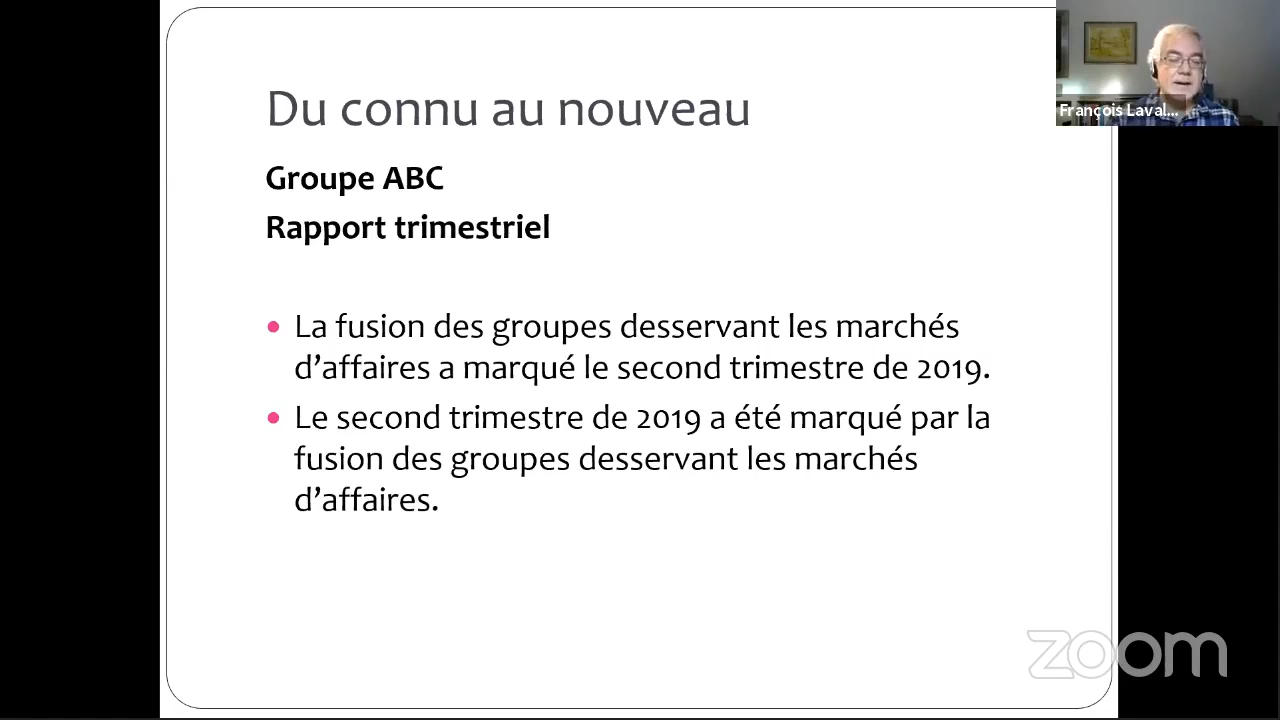 Du connu au nouveau
Groupe ABC
Rapport trimestriel
• La fusion des groupes desservant les marchés
d’affaires a marqué le second trimestre de 2019.
• Le second trimestre de 2019 a été marqué par la
fusion des groupes desservant les marchés
d’affaires.
François Laval...
zoom